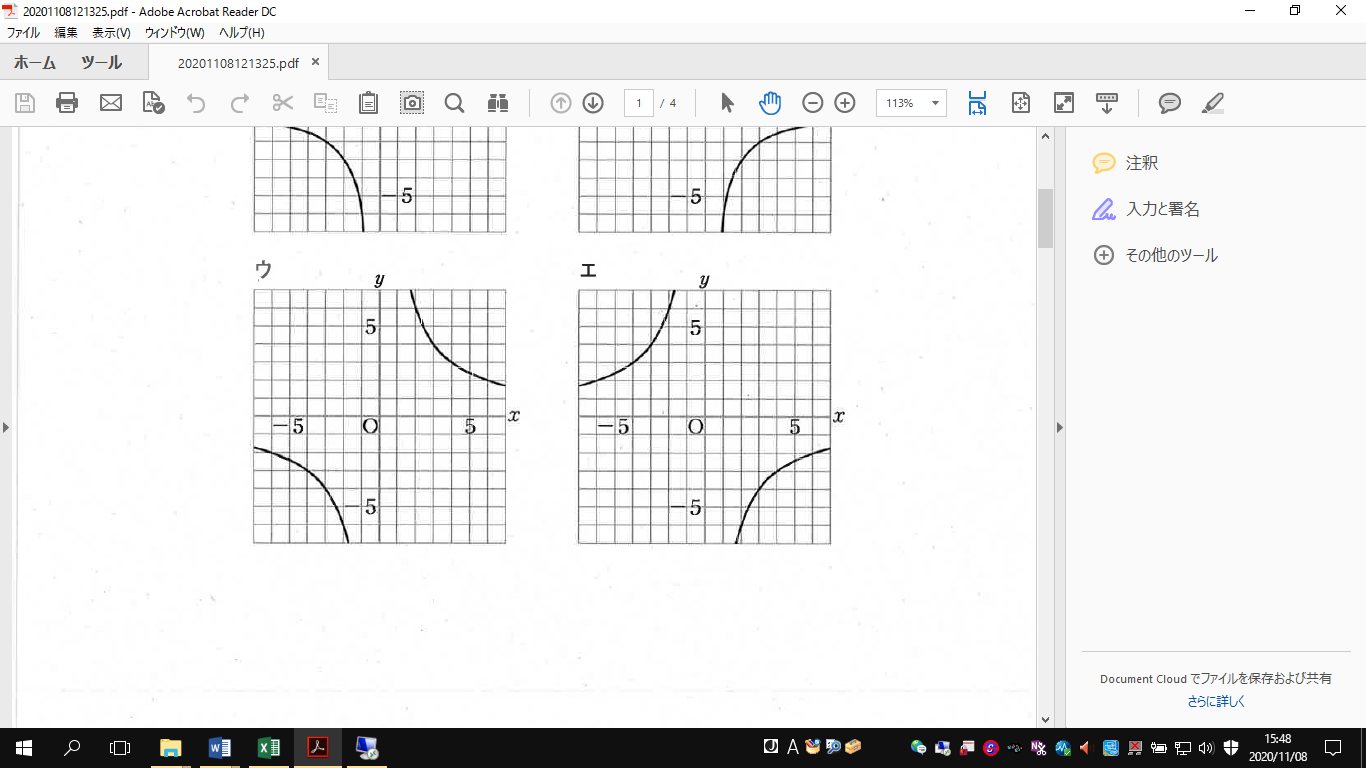 20201108121325.pdf - Adobe Acrobat Reader DC
ファイル 編集 表示(V) ウィンドウ(W) ヘルプ(H)
ホーム ツール 20201108121325.pdf ×
1 / 4 113%
注釈
入力と署名
その他のツール
−5 −5
ウ エ
y y
5 5
−5 O 5 x −5 O 5 x
−5 −5
Document Cloud でファイルを保存および共有
さらに詳しく
A 15:48
2020/11/08